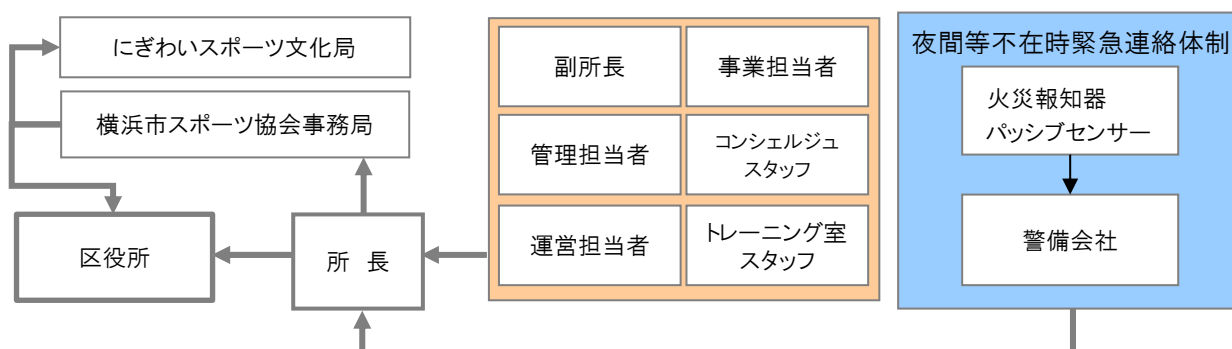 にぎわいスポーツ文化局
横浜市スポーツ協会事務局
区役所
所 長
副所長
事業担当者
管理担当者
コンシェルジュ
スタッフ
運営担当者
トレーニング室
スタッフ
夜間等不在時緊急連絡体制
火災報知器
パッシブセンサー
警備会社